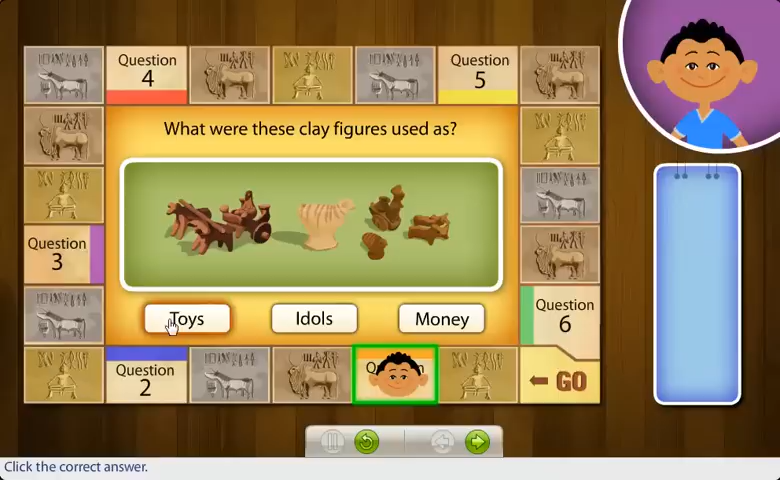 Question
4
Question
5
What were these clay figures used as?
Question
3
Toys
Idols
Money
Question
6
Question
2
GO
Click the correct answer.